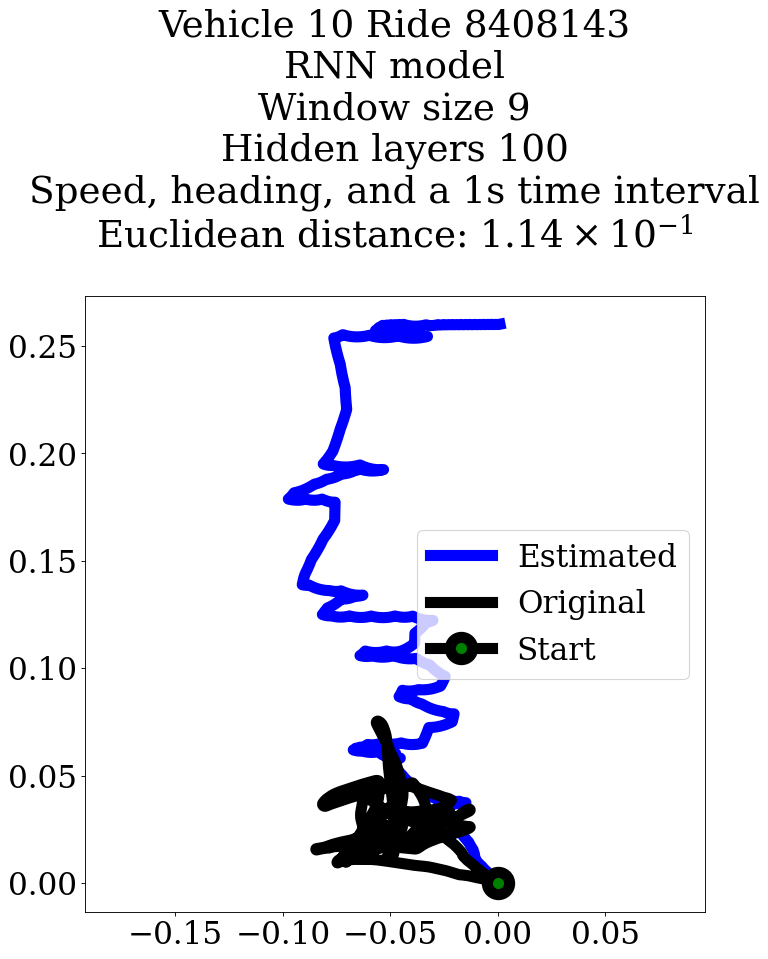 Vehicle 10 Ride 8408143
RNN model
Window size 9
Hidden layers 100
Speed, heading, and a 1s time interval
Euclidean distance: 1.14 × 10⁻¹
0.25
0.20
0.15
0.10
0.05
0.00
Estimated
Original
Start
−0.15 −0.10 −0.05 0.00 0.05